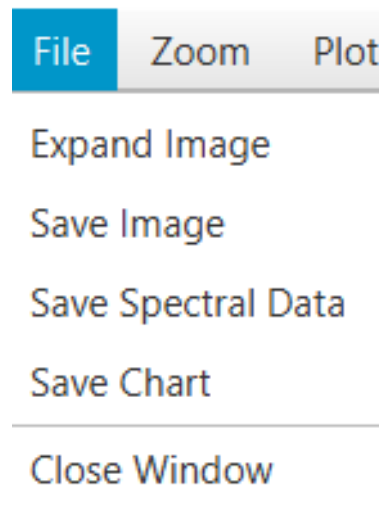 File Zoom Plot
Expand Image
Save Image
Save Spectral Data
Save Chart
Close Window